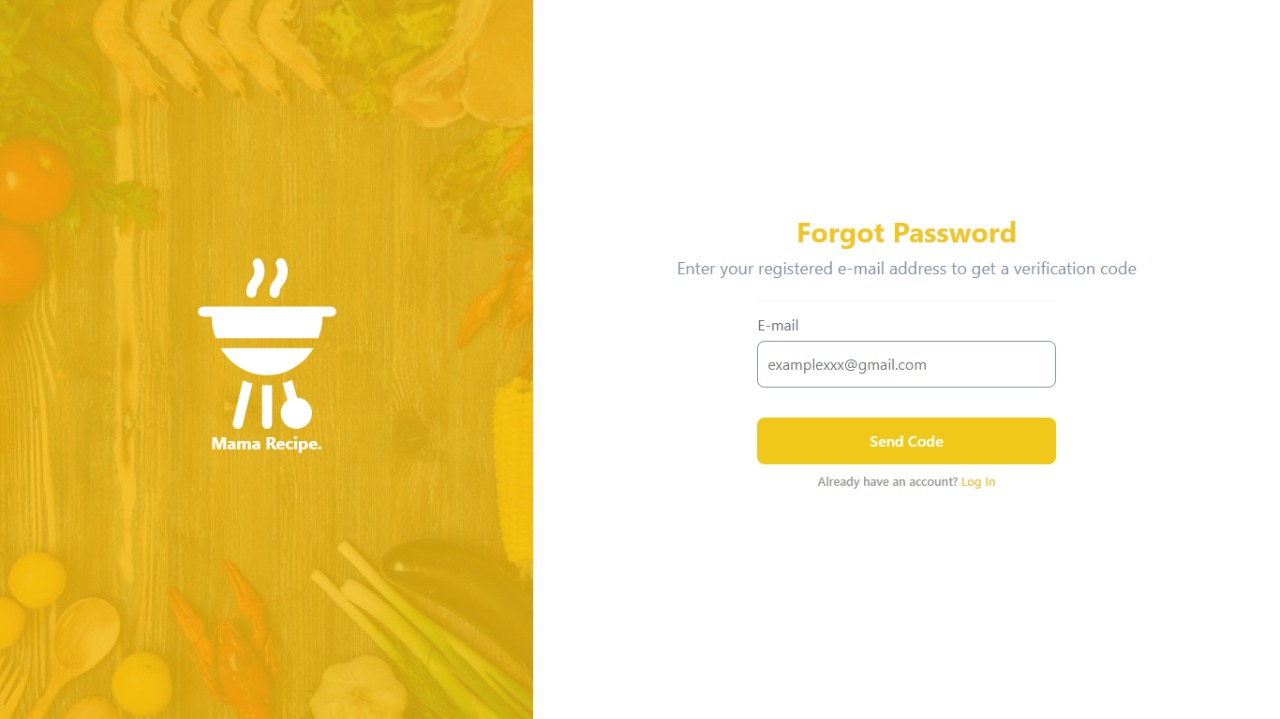 Mama Recipe.
Forgot Password
Enter your registered e-mail address to get a verification code
E-mail
examplexxx@gmail.com
Send Code
Already have an account? Log In